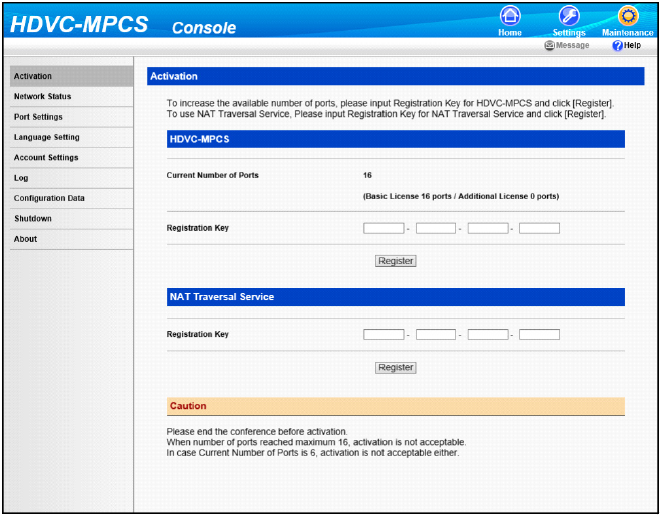 HDVC-MPCS Console
Home
Settings
Maintenance
Message
Help
Activation
Network Status
Port Settings
Language Setting
Account Settings
Log
Configuration Data
Shutdown
About
Activation
To increase the available number of ports, please input Registration Key for HDVC-MPCS and click [Register].
To use NAT Traversal Service, Please input Registration Key for NAT Traversal Service and click [Register].
HDVC-MPCS
Current Number of Ports 16
(Basic License 16 ports / Additional License 0 ports)
Registration Key - - -
Register
NAT Traversal Service
Registration Key - - -
Register
Caution
Please end the conference before activation.
When number of ports reached maximum 16, activation is not acceptable.
In case Current Number of Ports is 6, activation is not acceptable either.